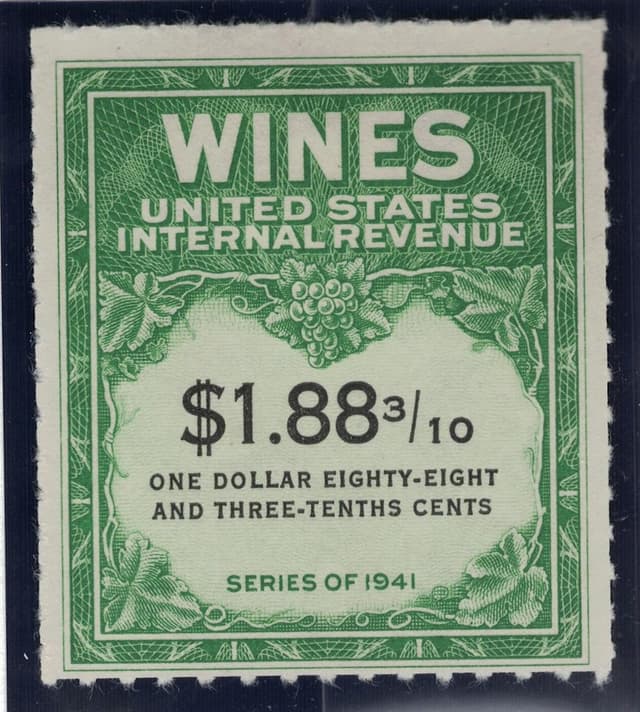 WINES
UNITED STATES
INTERNAL REVENUE
$1.88 3/10
ONE DOLLAR EIGHTY-EIGHT
AND THREE-TENTHS CENTS
SERIES OF 1941